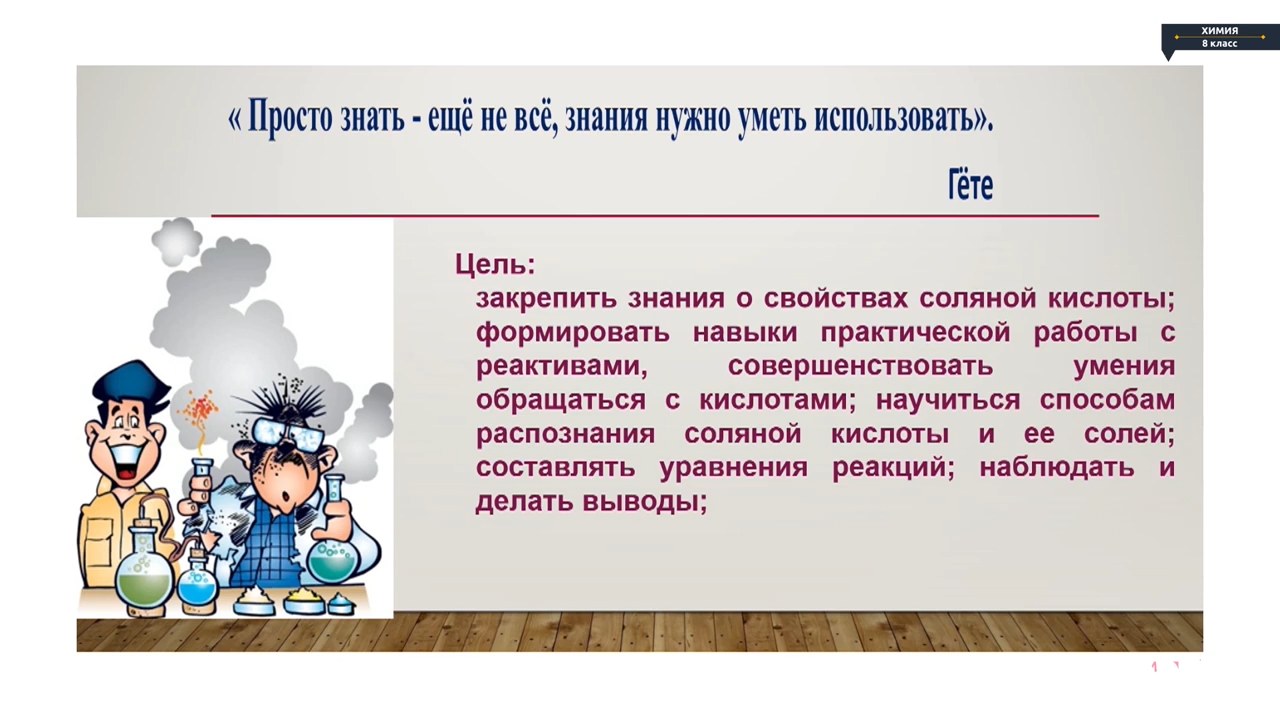 ХИМИЯ
8 класс
« Просто знать - ещё не всё, знания нужно уметь использовать».
Гёте
Цель:
закрепить знания о свойствах соляной кислоты;
формировать навыки практической работы с
реактивами, совершенствовать умения
обращаться с кислотами; научиться способам
распознания соляной кислоты и ее солей;
составлять уравнения реакций; наблюдать и
делать выводы;